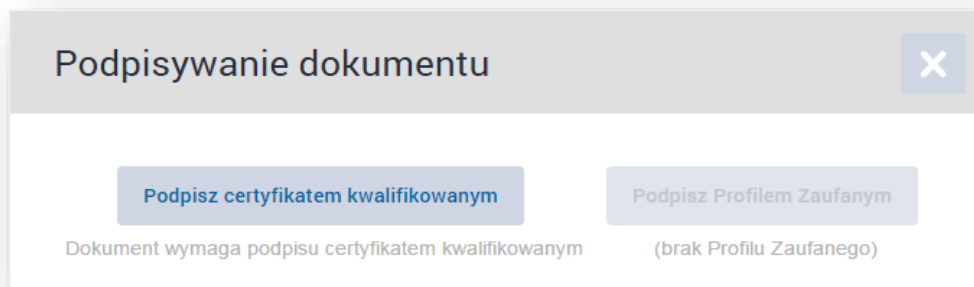 Podpisywanie dokumentu
Podpisz certyfikatem kwalifikowanym
Podpisz Profilem Zaufanym
Dokument wymaga podpisu certyfikatem kwalifikowanym
(brak Profilu Zaufanego)